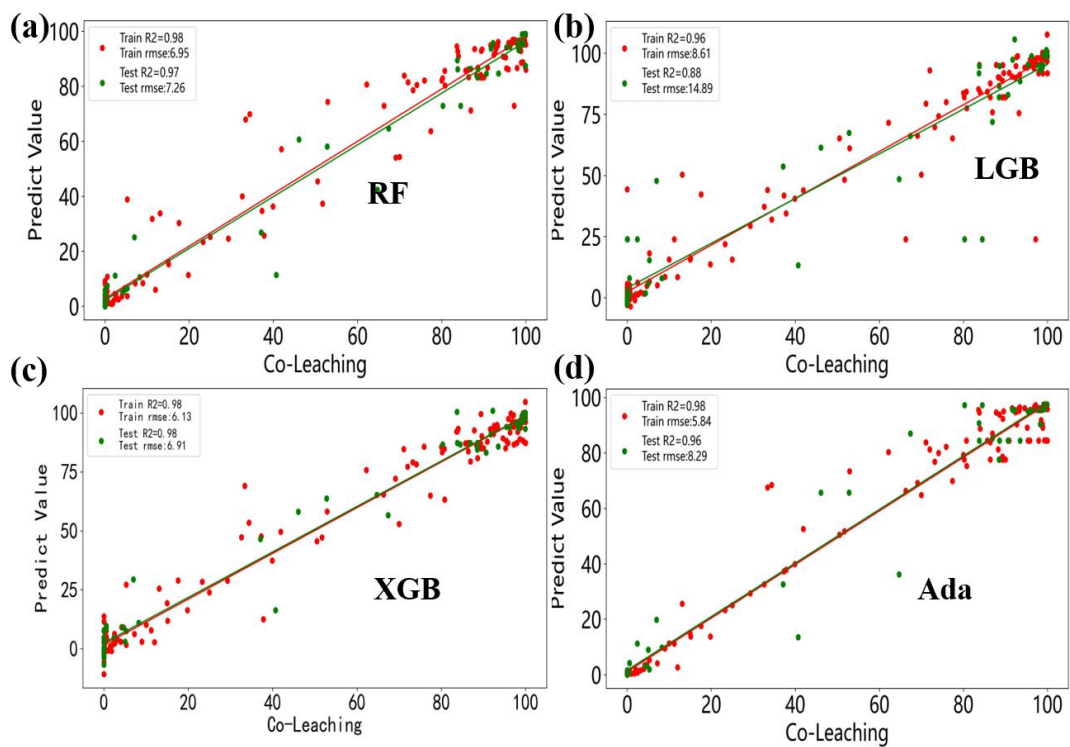 (a)
Train R2=0.98
Train rmse:6.95
Test R2=0.97
Test rmse:7.26
100
80
60
40
20
0
Predict Value
RF
0 20 40 60 80 100
Co-Leaching
(b)
Train R2=0.96
Train rmse:8.61
Test R2=0.88
Test rmse:14.89
100
75
50
25
0
Predict Value
LGB
0 20 40 60 80 100
Co-Leaching
(c)
Train R2=0.98
Train rmse:6.13
Test R2=0.98
Test rmse:6.91
100
75
50
25
0
Predict Value
XGB
0 20 40 60 80 100
Co-Leaching
(d)
Train R2=0.98
Train rmse:5.84
Test R2=0.96
Test rmse:8.29
100
80
60
40
20
0
Predict Value
Ada
0 20 40 60 80 100
Co-Leaching